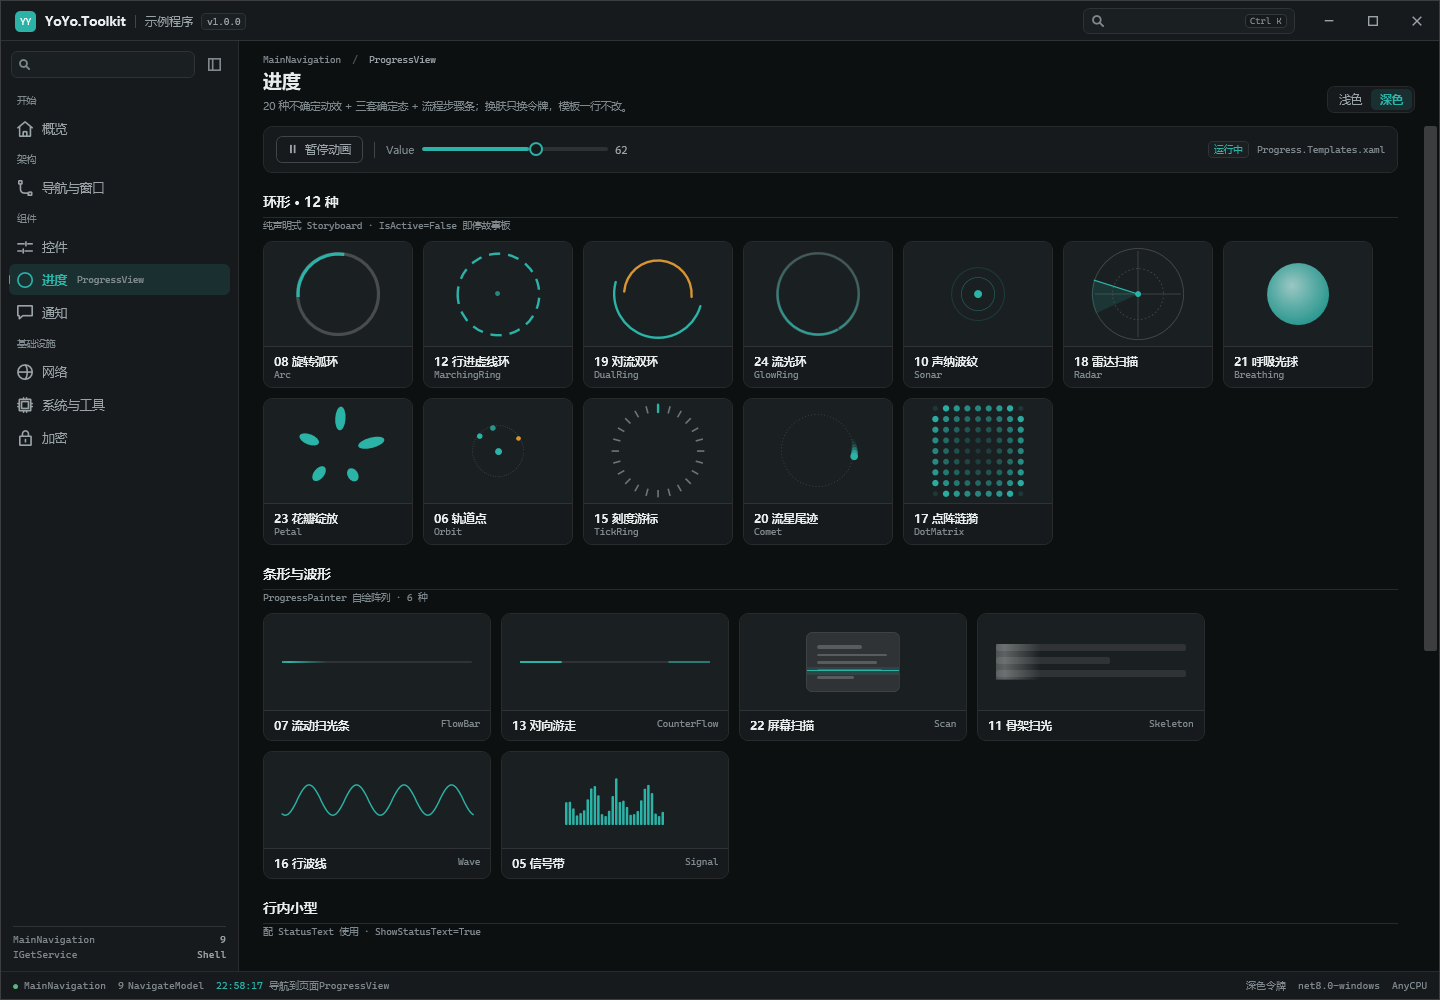 YY YoYo.Toolkit 示例程序 v1.0.0 Ctrl K
开始
概览
架构
导航与窗口
组件
控件
进度 ProgressView
通知
基础设施
网络
系统与工具
加密
MainNavigation 9
IGetService Shell
MainNavigation / ProgressView
进度
20 种不确定动效 + 三套确定态 + 流程步骤条；换肤只换令牌，模板一行不改。
浅色 深色
暂停动画 Value 62 运行中 Progress.Templates.xaml
环形 • 12 种
纯声明式 Storyboard · IsActive=False 即停故事板
08 旋转弧环
Arc
12 行进虚线环
MarchingRing
19 对流双环
DualRing
24 流光环
GlowRing
10 声纳波纹
Sonar
18 雷达扫描
Radar
21 呼吸光球
Breathing
23 花瓣绽放
Petal
06 轨道点
Orbit
15 刻度游标
TickRing
20 流星尾迹
Comet
17 点阵涟漪
DotMatrix
条形与波形
ProgressPainter 自绘阵列 · 6 种
07 流动扫光条 FlowBar
13 对向游走 CounterFlow
22 屏幕扫描 Scan
11 骨架扫光 Skeleton
16 行波线 Wave
05 信号带 Signal
行内小型
配 StatusText 使用 · ShowStatusText=True
MainNavigation 9 NavigateModel 22:58:17 导航到页面ProgressView 深色令牌 net8.0-windows AnyCPU